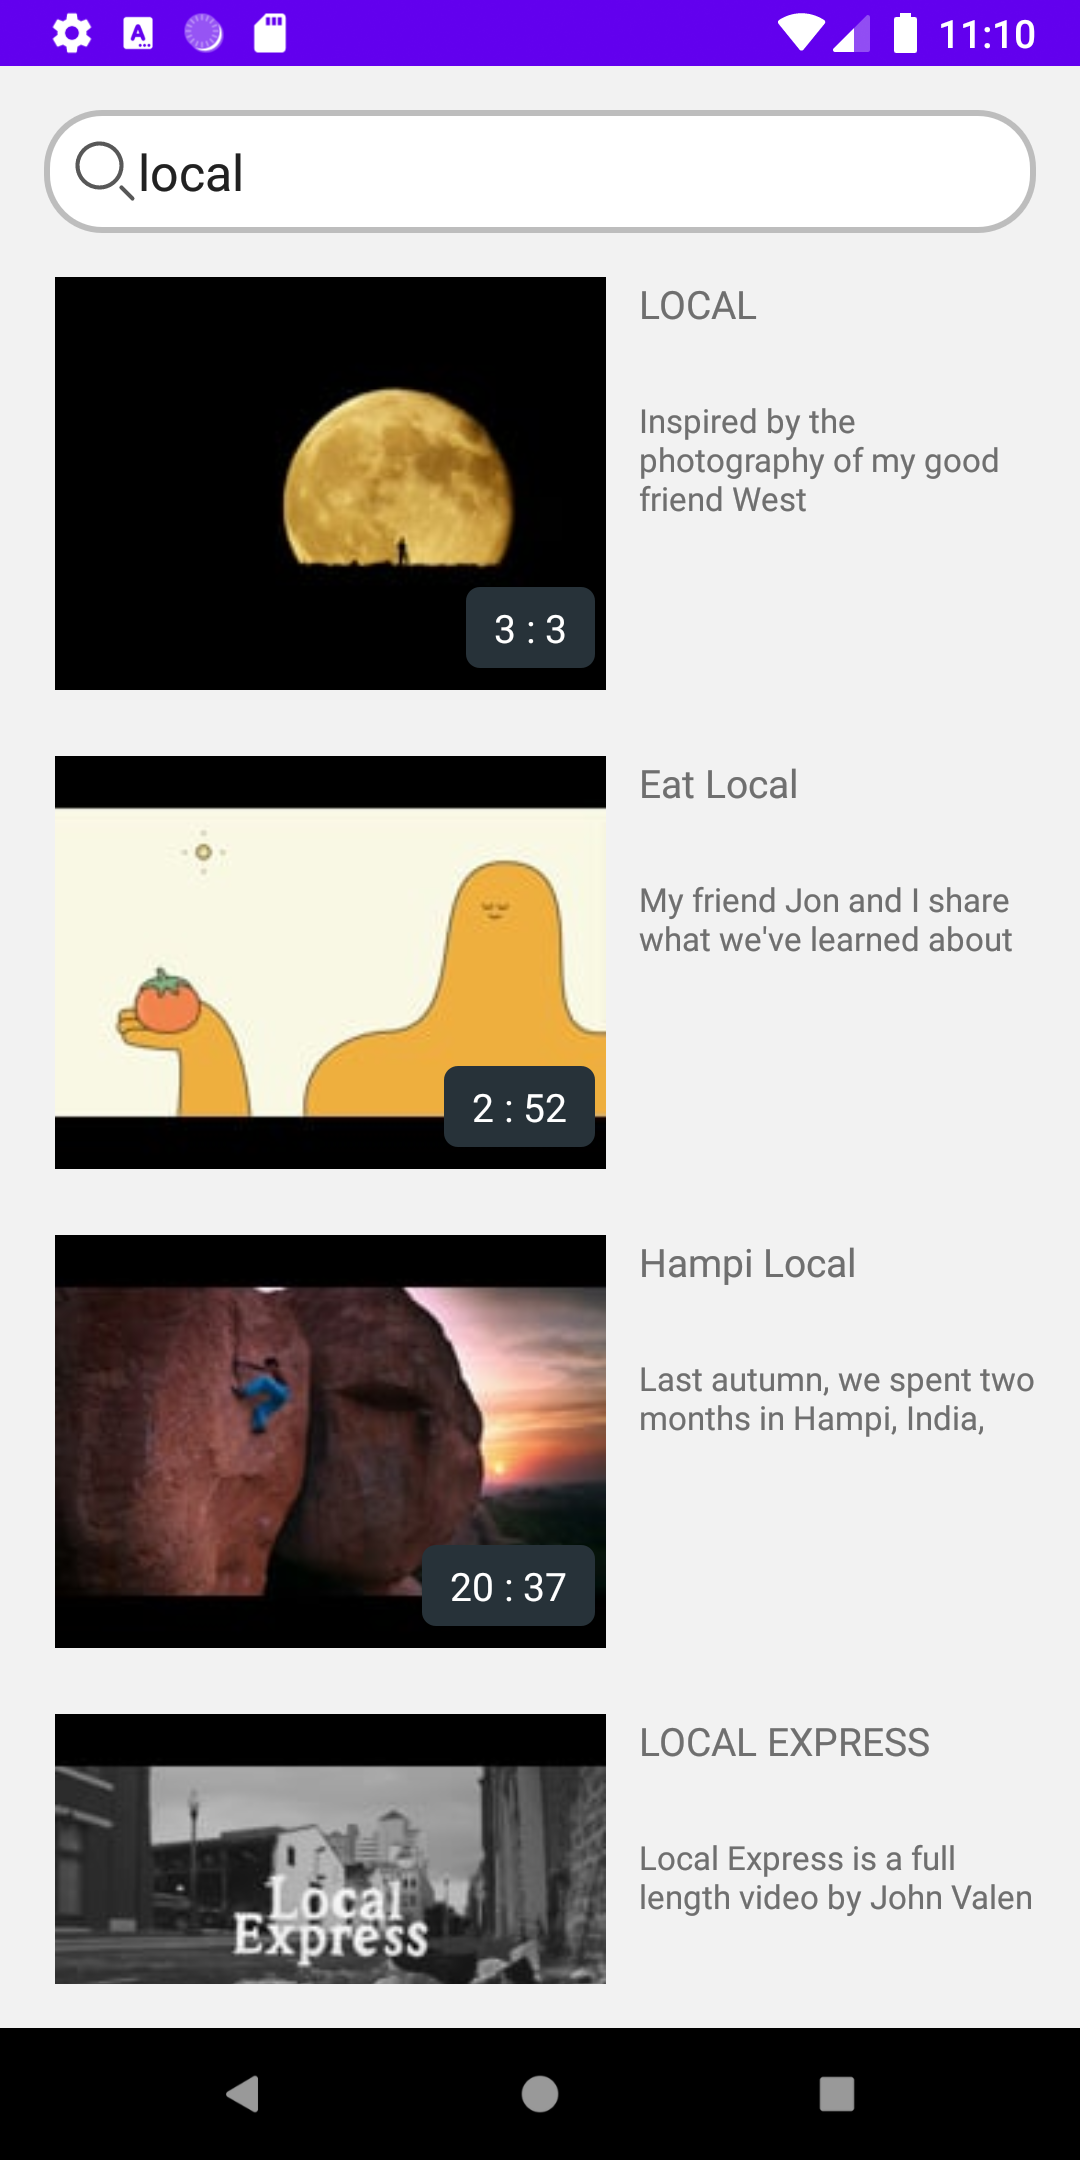 11:10
local
LOCAL
Inspired by the
photography of my good
friend West
3 : 3
Eat Local
My friend Jon and I share
what we've learned about
2 : 52
Hampi Local
Last autumn, we spent two
months in Hampi, India,
20 : 37
LOCAL EXPRESS
Local Express is a full
length video by John Valen
Local
Express